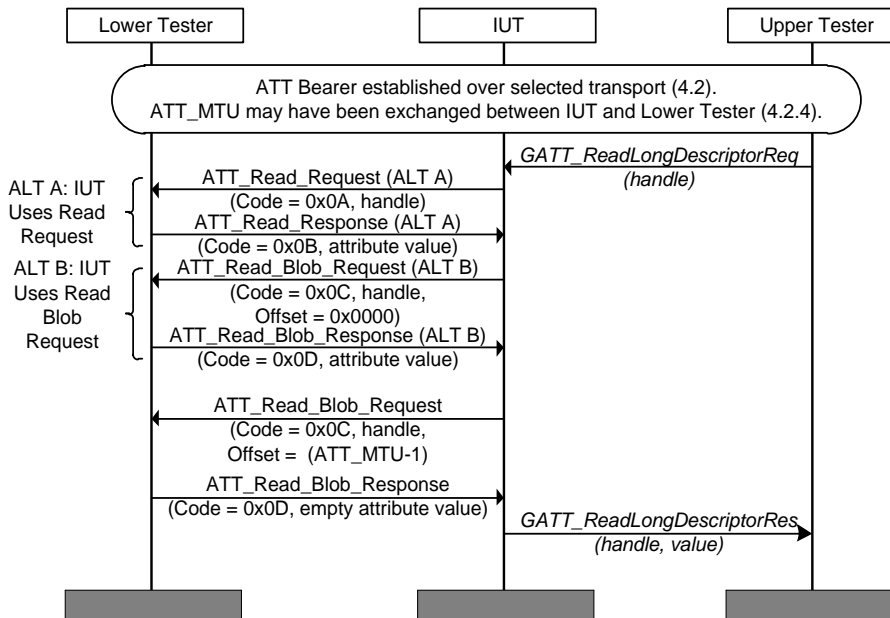 Lower Tester
IUT
Upper Tester
ATT Bearer established over selected transport (4.2).
ATT_MTU may have been exchanged between IUT and Lower Tester (4.2.4).
GATT_ReadLongDescriptorReq
(handle)
ALT A: IUT
Uses Read
Request
ATT_Read_Request (ALT A)
(Code = 0x0A, handle)
ATT_Read_Response (ALT A)
(Code = 0x0B, attribute value)
ALT B: IUT
Uses Read
Blob
Request
ATT_Read_Blob_Request (ALT B)
(Code = 0x0C, handle,
Offset = 0x0000)
ATT_Read_Blob_Response (ALT B)
(Code = 0x0D, attribute value)
ATT_Read_Blob_Request
(Code = 0x0C, handle,
Offset = (ATT_MTU-1)
ATT_Read_Blob_Response
(Code = 0x0D, empty attribute value)
GATT_ReadLongDescriptorRes
(handle, value)